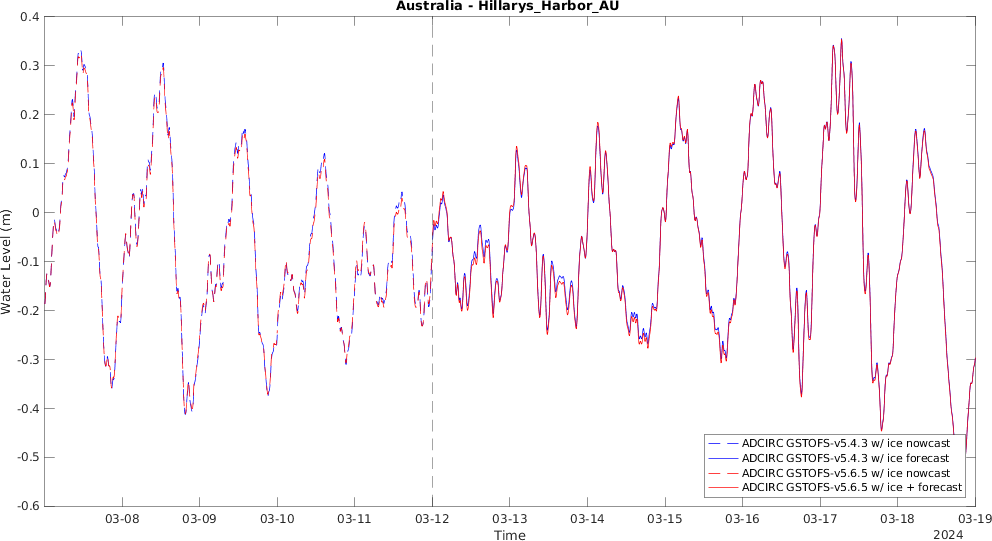 Australia - Hillarys_Harbor_AU
0.4
0.3
0.2
0.1
0
-0.1
-0.2
-0.3
-0.4
-0.5
-0.6
Water Level (m)
ADCIRC GSTOFS-v5.4.3 w/ ice nowcast
ADCIRC GSTOFS-v5.4.3 w/ ice forecast
ADCIRC GSTOFS-v5.6.5 w/ ice nowcast
ADCIRC GSTOFS-v5.6.5 w/ ice + forecast
03-08 03-09 03-10 03-11 03-12 03-13 03-14 03-15 03-16 03-17 03-18 03-19
Time
2024